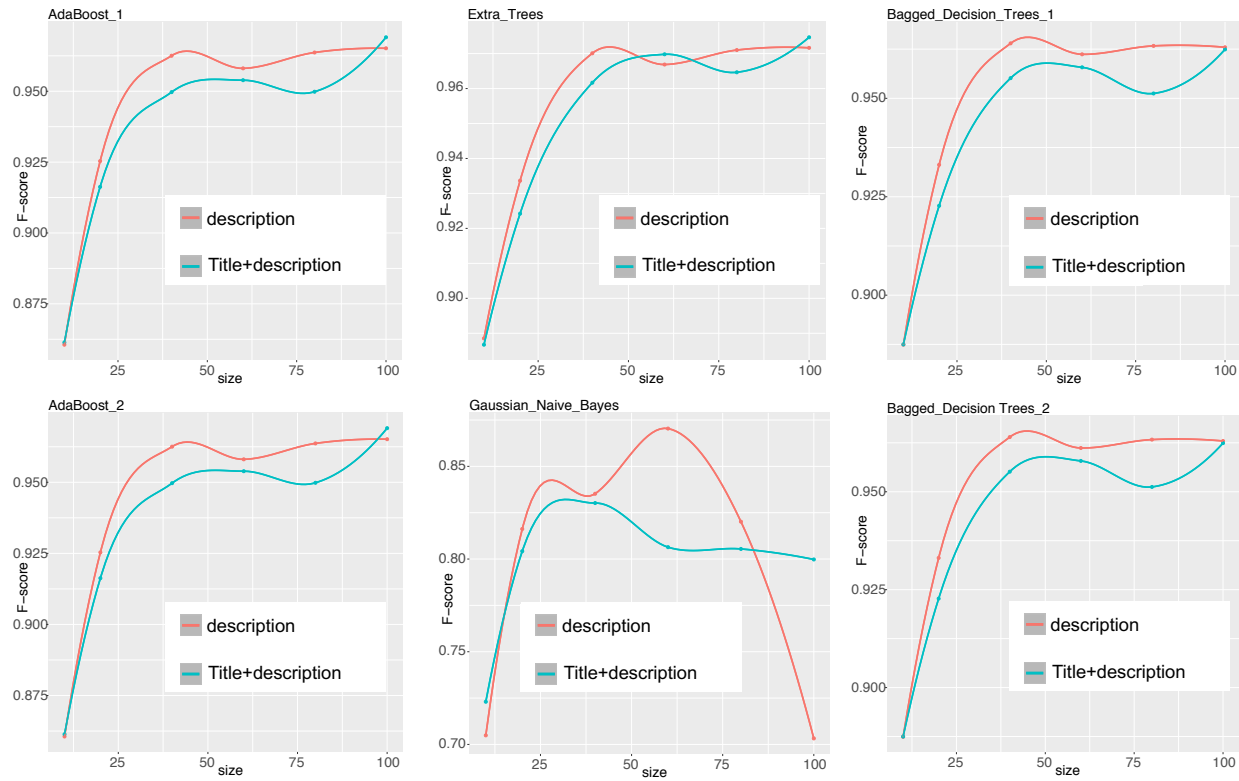 AdaBoost_1
0.950
0.925
0.900
0.875
F−score
description
Title+description
25
50
75
100
size
Extra_Trees
0.96
0.94
0.92
0.90
F−score
description
Title+description
25
50
75
100
size
Bagged_Decision_Trees_1
0.950
0.925
0.900
F−score
description
Title+description
25
50
75
100
size
AdaBoost_2
0.950
0.925
0.900
0.875
F−score
description
Title+description
25
50
75
100
size
Gaussian_Naive_Bayes
0.85
0.80
0.75
0.70
F−score
description
Title+description
25
50
75
100
size
Bagged_Decision Trees_2
0.950
0.925
0.900
F−score
description
Title+description
25
50
75
100
size